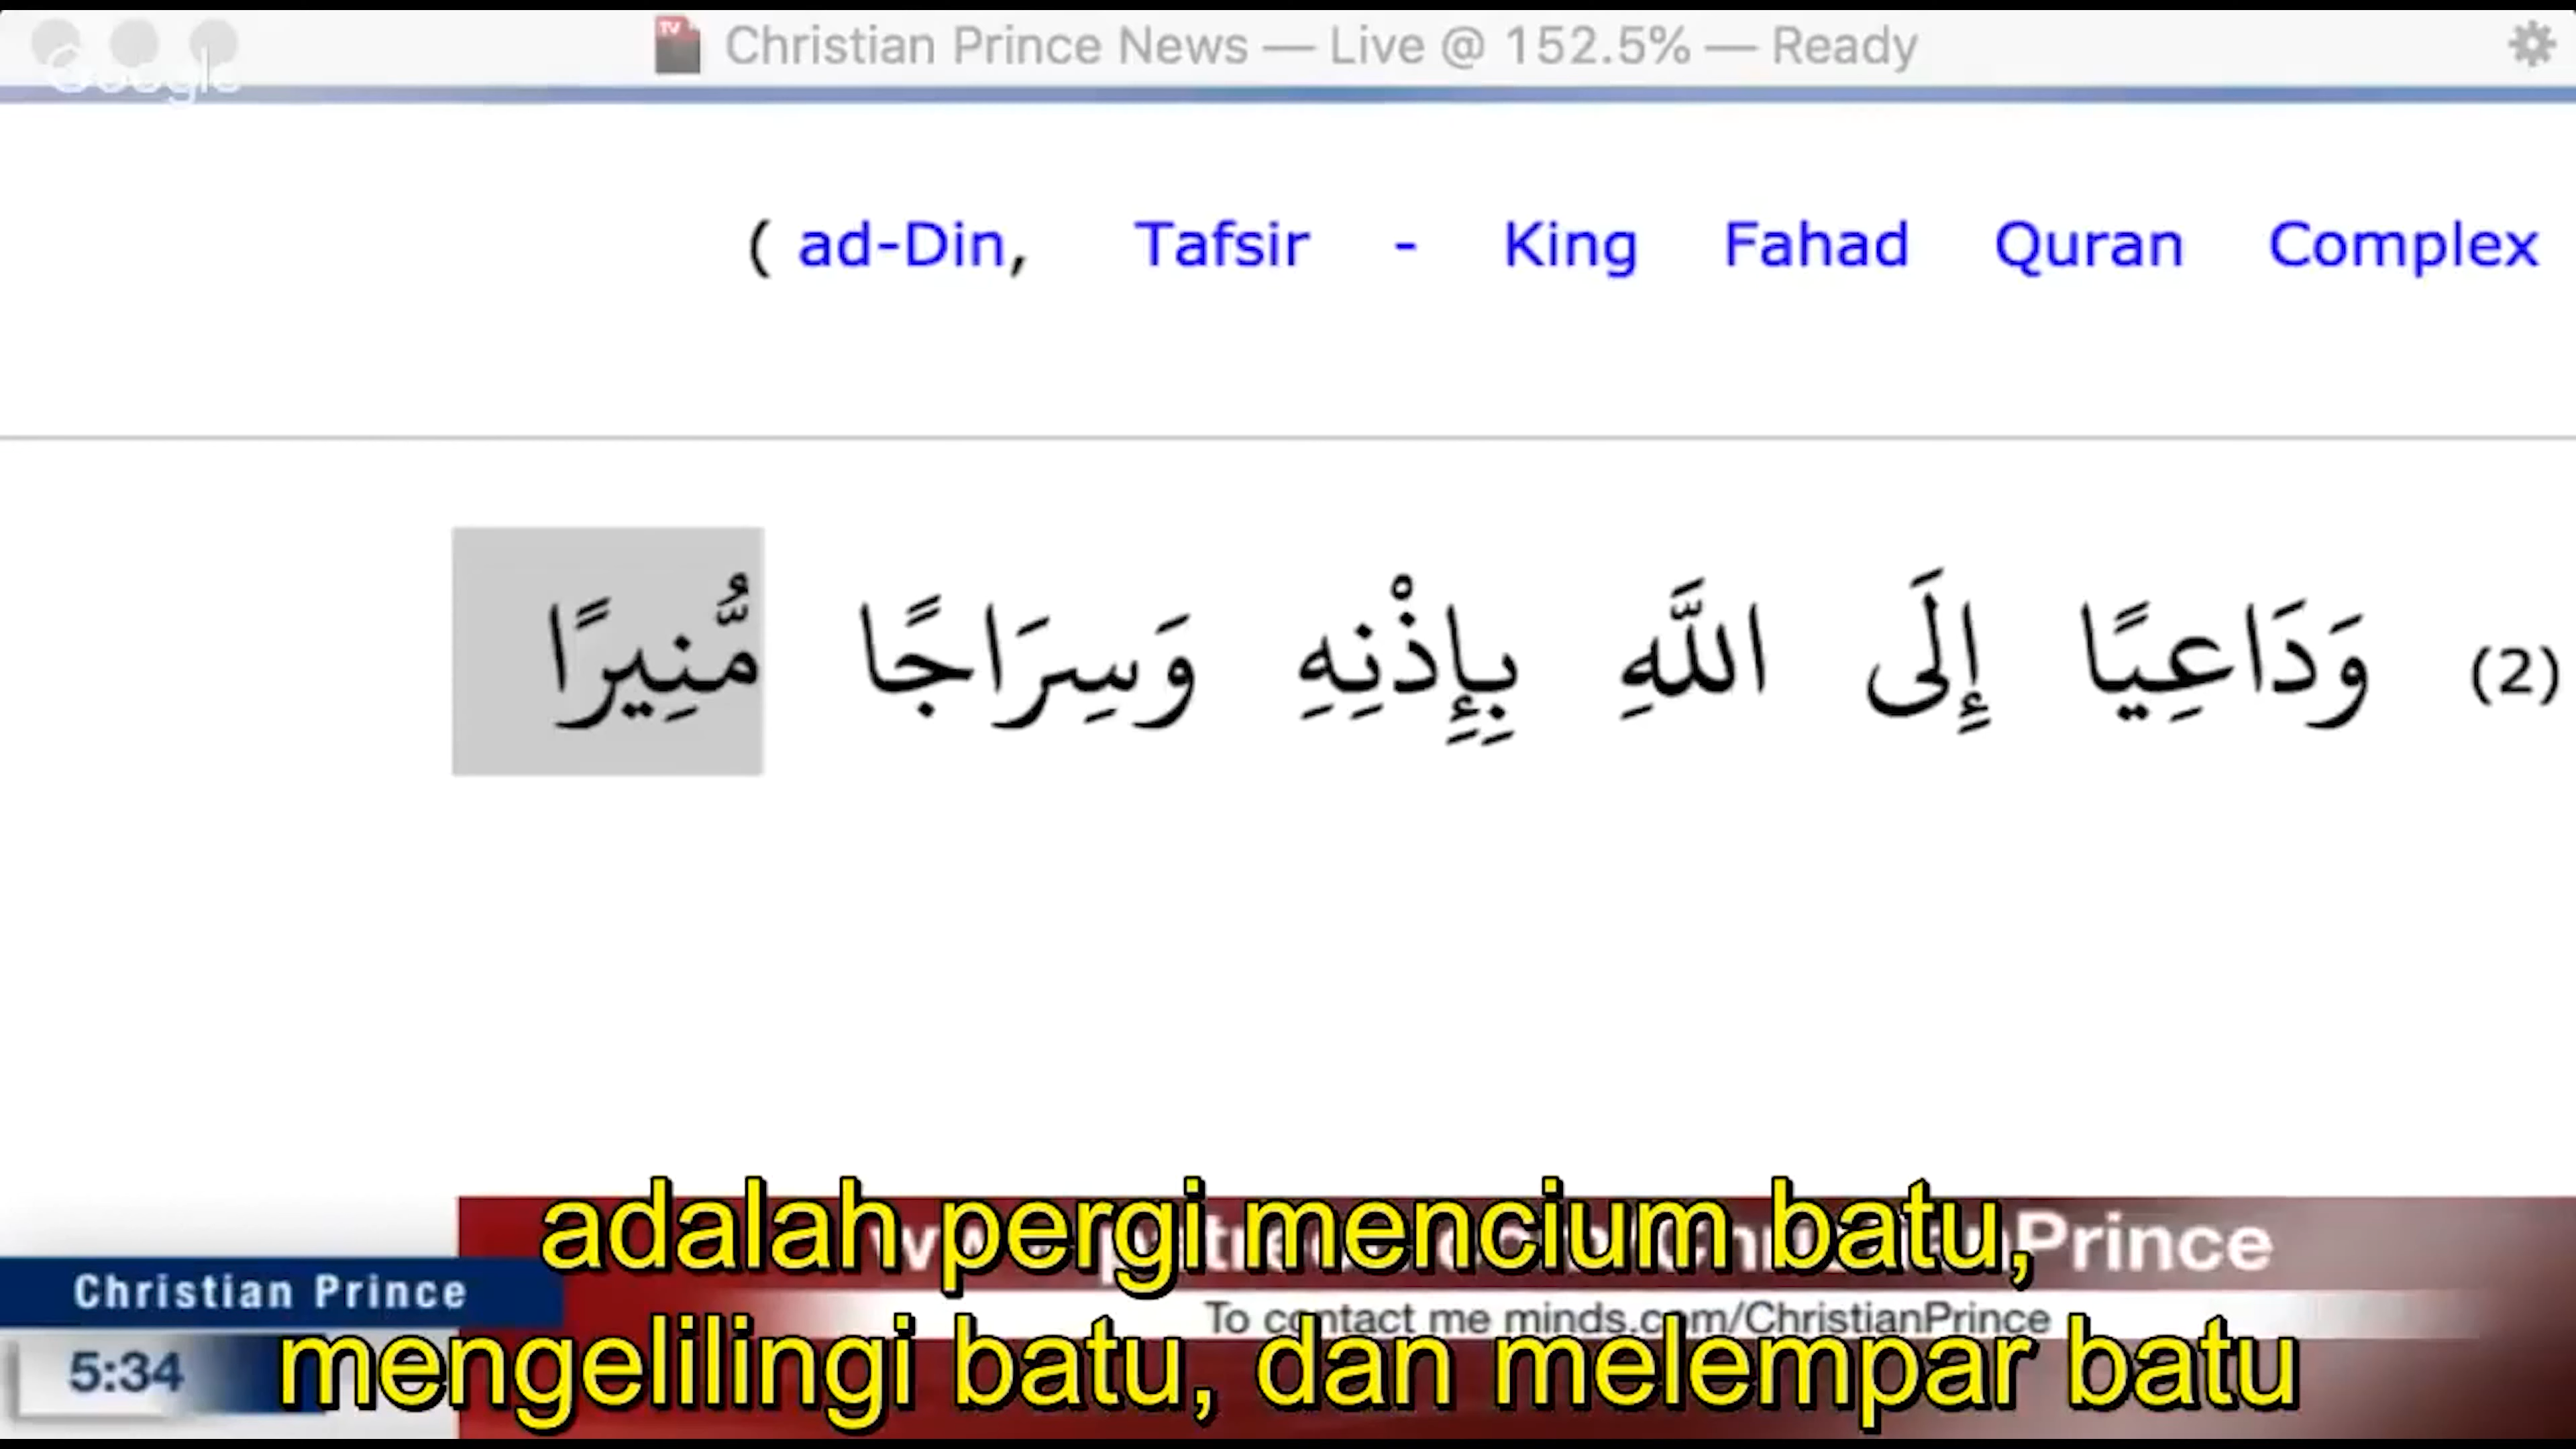 Christian Prince News — Live @ 152.5% — Ready
Google
( ad-Din, Tafsir - King Fahad Quran Complex
(2) وَدَاعِيًا إِلَى اللَّهِ بِإِذْنِهِ وَسِرَاجًا مُّنِيرًا
adalah pergi mencium batu,
Prince
Christian Prince
To contact me minds.com/ChristianPrince
mengelilingi batu, dan melempar batu
5:34